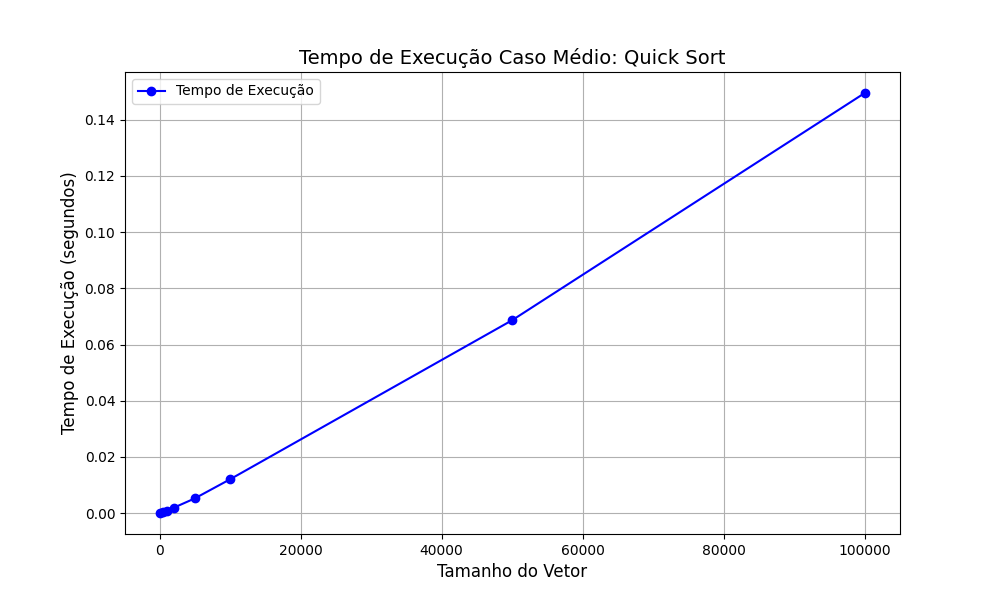 Tempo de Execução Caso Médio: Quick Sort
Tempo de Execução
Tempo de Execução (segundos)
0.14
0.12
0.10
0.08
0.06
0.04
0.02
0.00
0 20000 40000 60000 80000 100000
Tamanho do Vetor